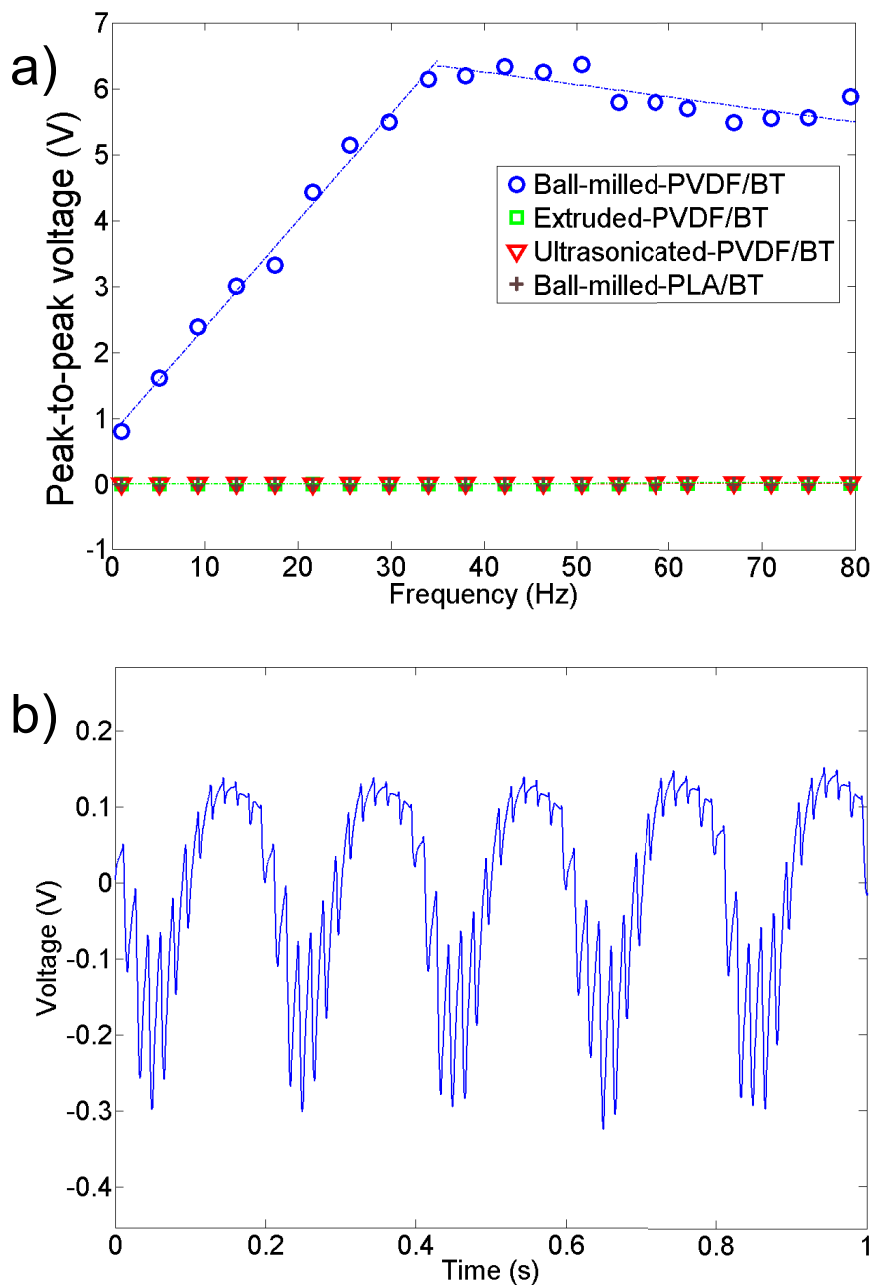 a)
Peak-to-peak voltage (V)
7
6
5
4
3
2
1
0
-1
Ball-milled-PVDF/BT
Extruded-PVDF/BT
Ultrasonicated-PVDF/BT
Ball-milled-PLA/BT
0 10 20 30 40 50 60 70 80
Frequency (Hz)
b)
Voltage (V)
0.2
0.1
0
-0.1
-0.2
-0.3
-0.4
0 0.2 0.4 0.6 0.8 1
Time (s)